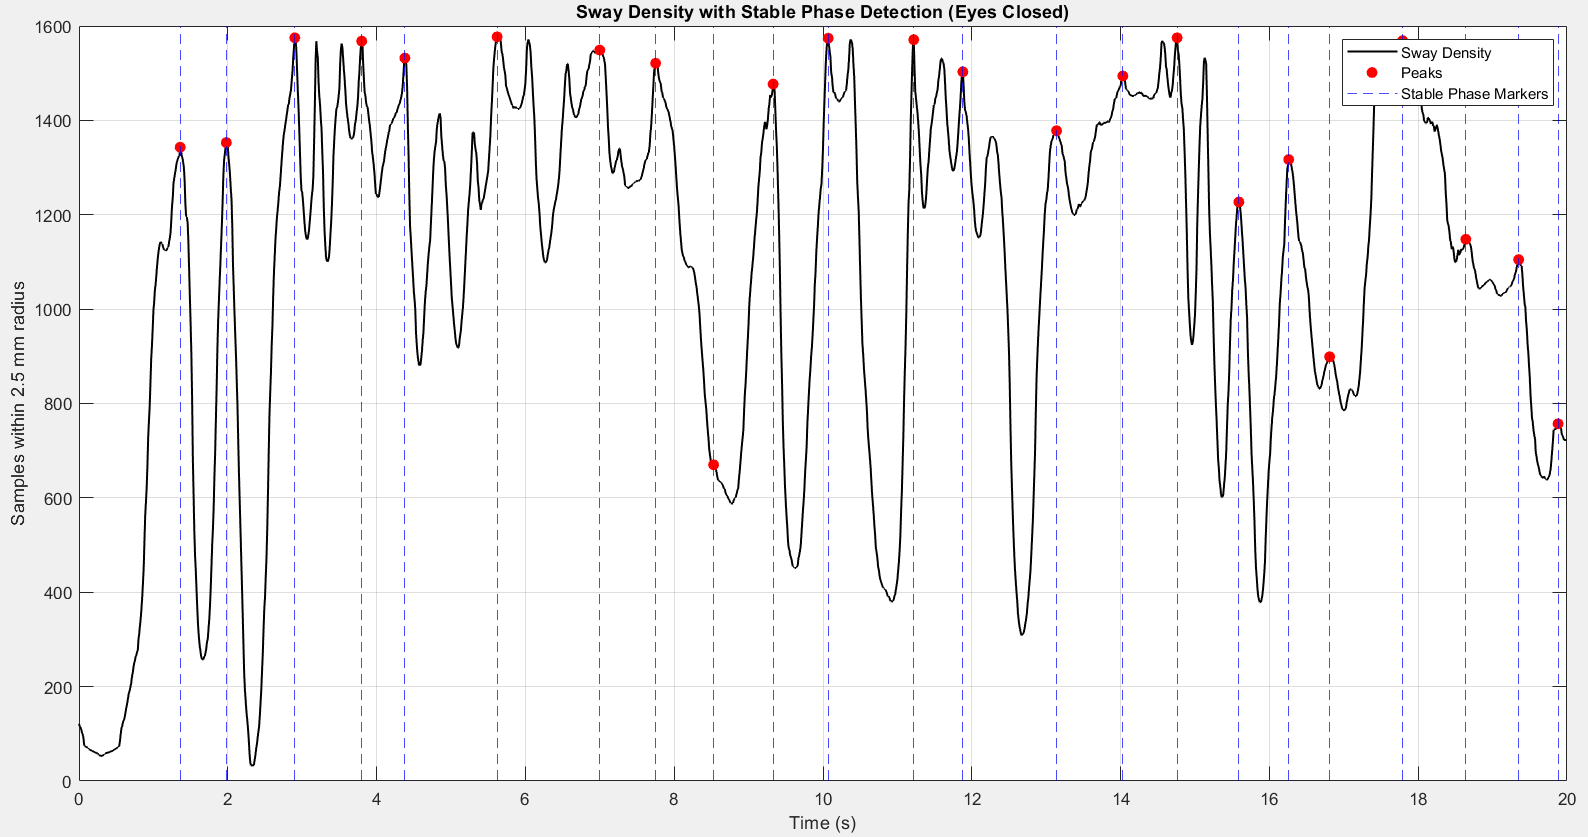 Sway Density with Stable Phase Detection (Eyes Closed)
1600
1400
1200
1000
800
600
400
200
0
Samples within 2.5 mm radius
Sway Density
Peaks
Stable Phase Markers
0 2 4 6 8 10 12 14 16 18 20
Time (s)